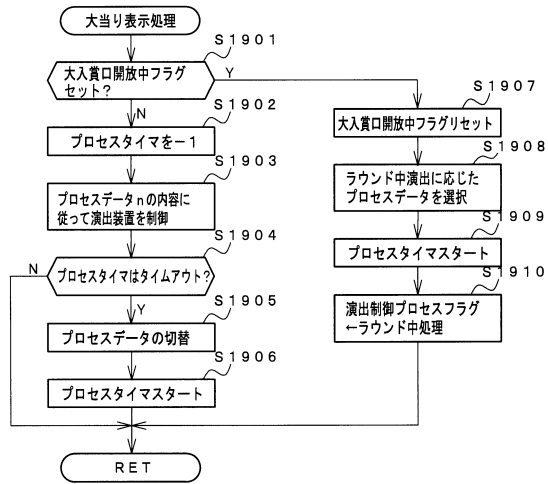 大当り表示処理
S1901
大入賞口開放中フラグ
セット?
Y
N
S1902
プロセスタイマを－1
S1903
プロセスデータnの内容に
従って演出装置を制御
S1904
プロセスタイマはタイムアウト?
N
Y
S1905
プロセスデータの切替
S1906
プロセスタイマスタート
S1907
大入賞口開放中フラグリセット
S1908
ラウンド中演出に応じた
プロセスデータを選択
S1909
プロセスタイマスタート
S1910
演出制御プロセスフラグ
←ラウンド中処理
RET